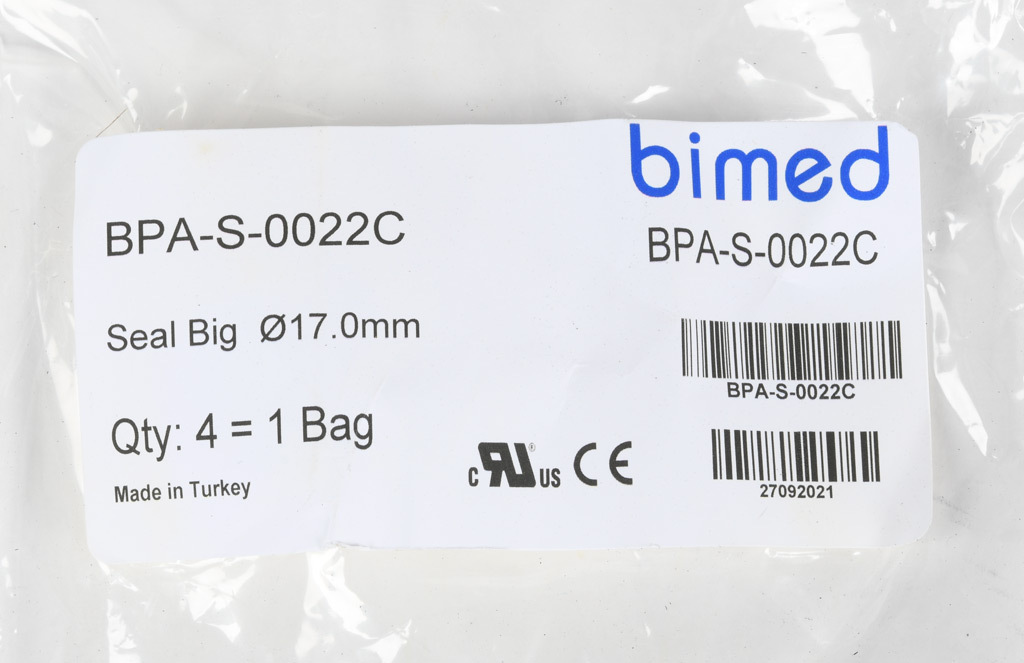 bimed
BPA-S-0022C
BPA-S-0022C
Seal Big Ø17.0mm
BPA-S-0022C
Qty: 4 = 1 Bag
c RU ® US CE
27092021
Made in Turkey